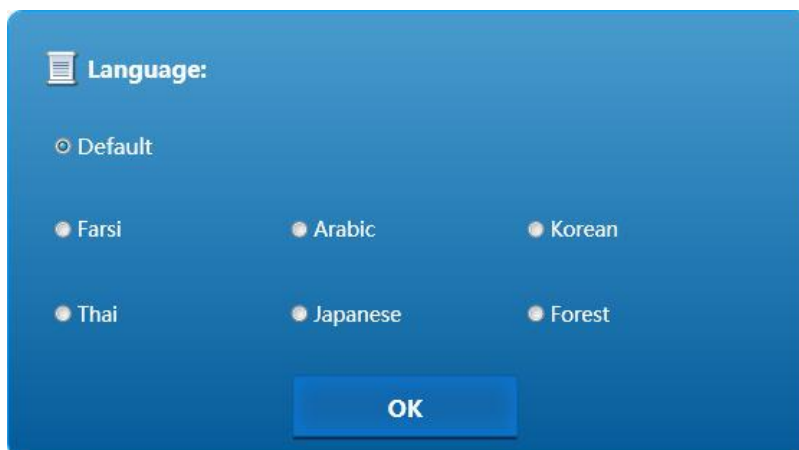 Language:
Default
Farsi Arabic Korean
Thai Japanese Forest
OK